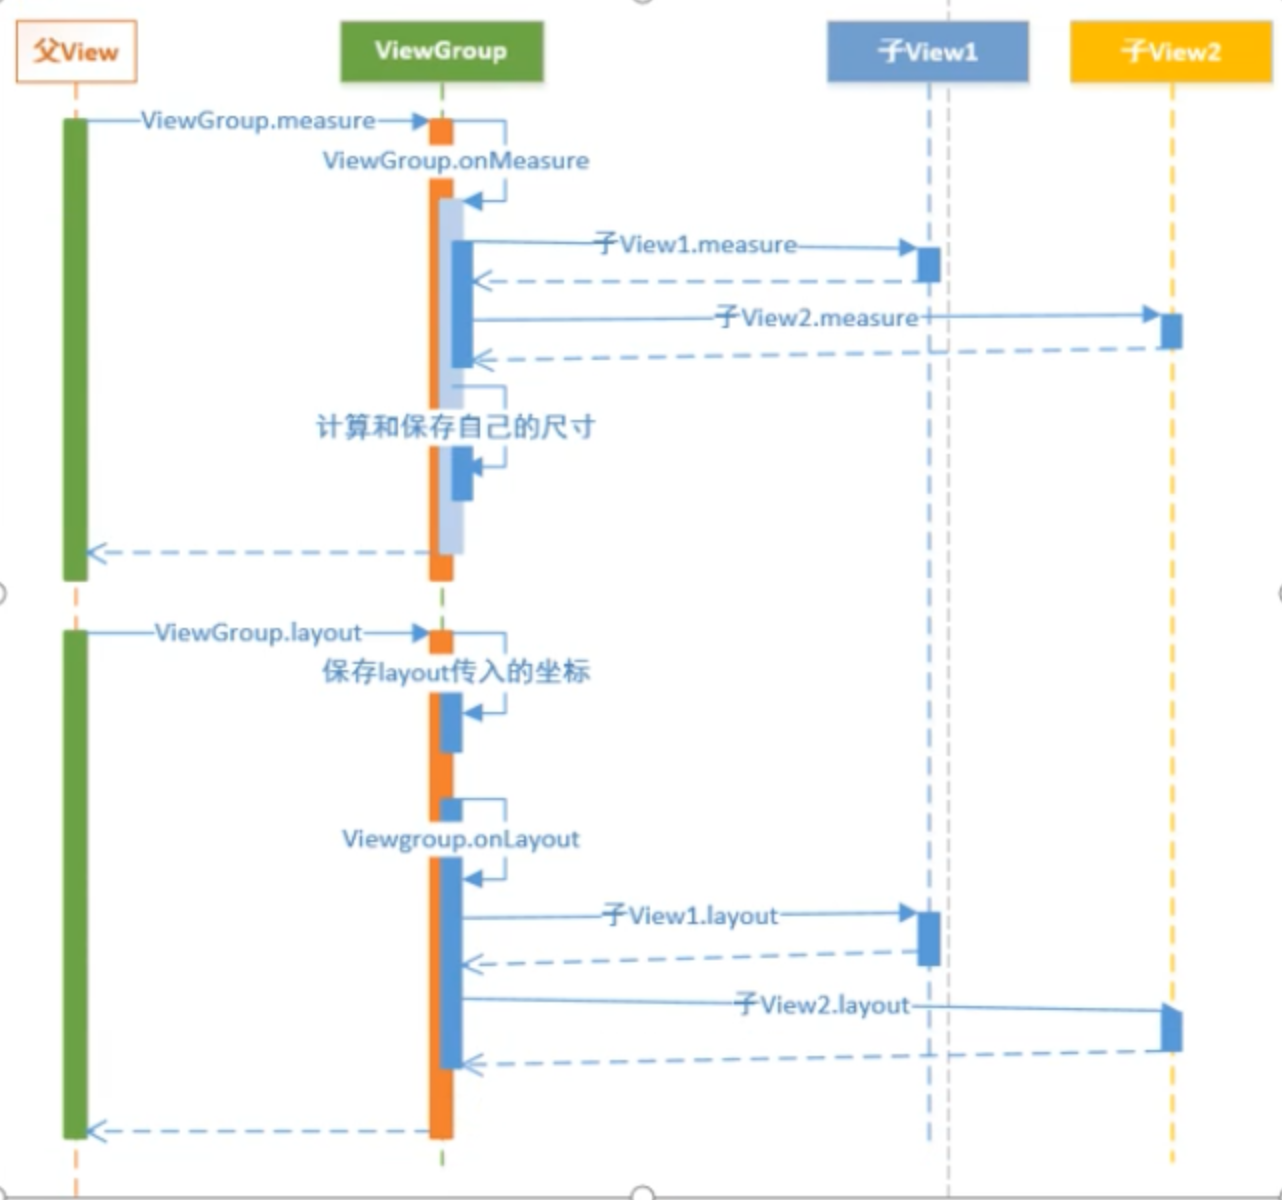 父View
ViewGroup
子View1
子View2
ViewGroup.measure
ViewGroup.onMeasure
子View1.measure
子View2.measure
计算和保存自己的尺寸
ViewGroup.layout
保存layout传入的坐标
Viewgroup.onLayout
子View1.layout
子View2.layout